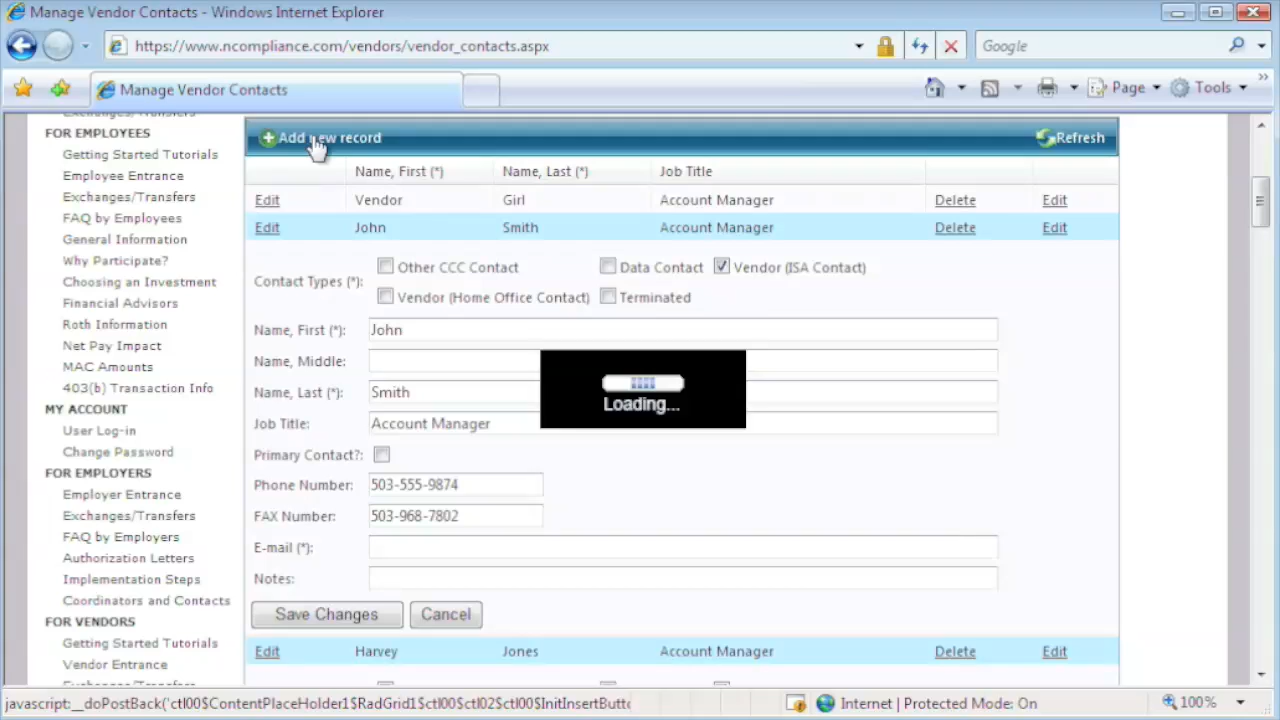 Manage Vendor Contacts - Windows Internet Explorer
https://www.ncompliance.com/vendors/vendor_contacts.aspx
Google
Manage Vendor Contacts
Page
Tools
Exchanges/Transfers
FOR EMPLOYEES
Getting Started Tutorials
Employee Entrance
Exchanges/Transfers
FAQ by Employees
General Information
Why Participate?
Choosing an Investment
Financial Advisors
Roth Information
Net Pay Impact
MAC Amounts
403(b) Transaction Info
MY ACCOUNT
User Log-in
Change Password
FOR EMPLOYERS
Employer Entrance
Exchanges/Transfers
FAQ by Employers
Authorization Letters
Implementation Steps
Coordinators and Contacts
FOR VENDORS
Getting Started Tutorials
Vendor Entrance
Add new record
Refresh
Name, First (*) Name, Last (*) Job Title
Edit Vendor Girl Account Manager Delete Edit
Edit John Smith Account Manager Delete Edit
Contact Types (*):
Other CCC Contact Data Contact Vendor (ISA Contact)
Vendor (Home Office Contact) Terminated
Name, First (*): John
Name, Middle:
Name, Last (*): Smith
Job Title: Account Manager
Loading...
Primary Contact?:
Phone Number: 503-555-9874
FAX Number: 503-968-7802
E-mail (*):
Notes:
Save Changes Cancel
Edit Harvey Jones Account Manager Delete Edit
javascript:__doPostBack('ctl00$ContentPlaceHolder1$RadGrid1$ctl00$ctl02$ctl00$InitInsertButto
Internet | Protected Mode: On
100%